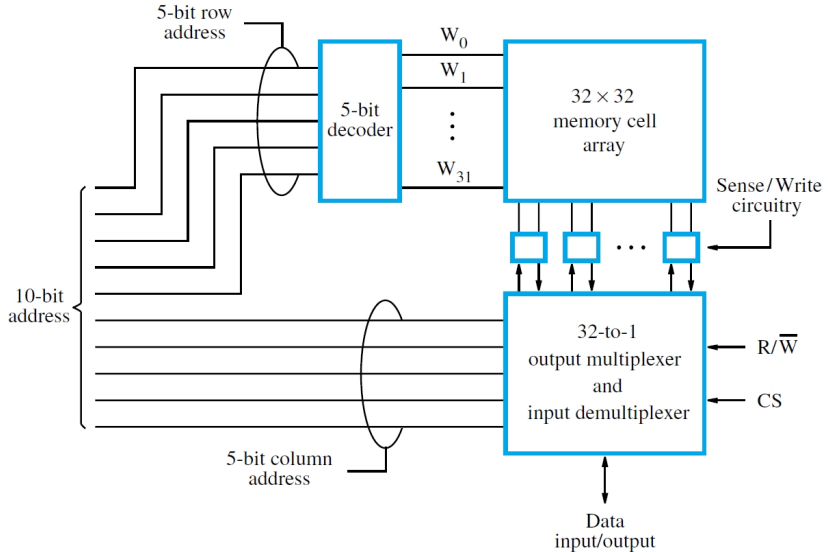 5-bit row
address
5-bit
decoder
W0
W1
W31
32 × 32
memory cell
array
Sense/Write
circuitry
10-bit
address
32-to-1
output multiplexer
and
input demultiplexer
R/W̅
CS
5-bit column
address
Data
input/output